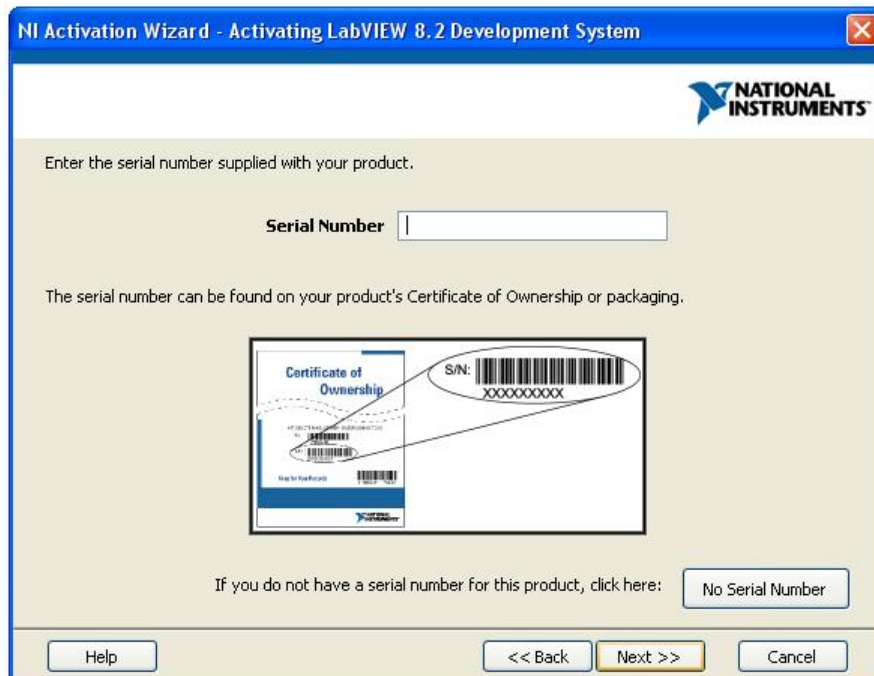 NI Activation Wizard - Activating LabVIEW 8.2 Development System
NATIONAL
INSTRUMENTS
Enter the serial number supplied with your product.
Serial Number
The serial number can be found on your product's Certificate of Ownership or packaging.
Certificate of
Ownership
S/N:
XXXXXXXXX
If you do not have a serial number for this product, click here:
No Serial Number
Help
<< Back
Next >>
Cancel